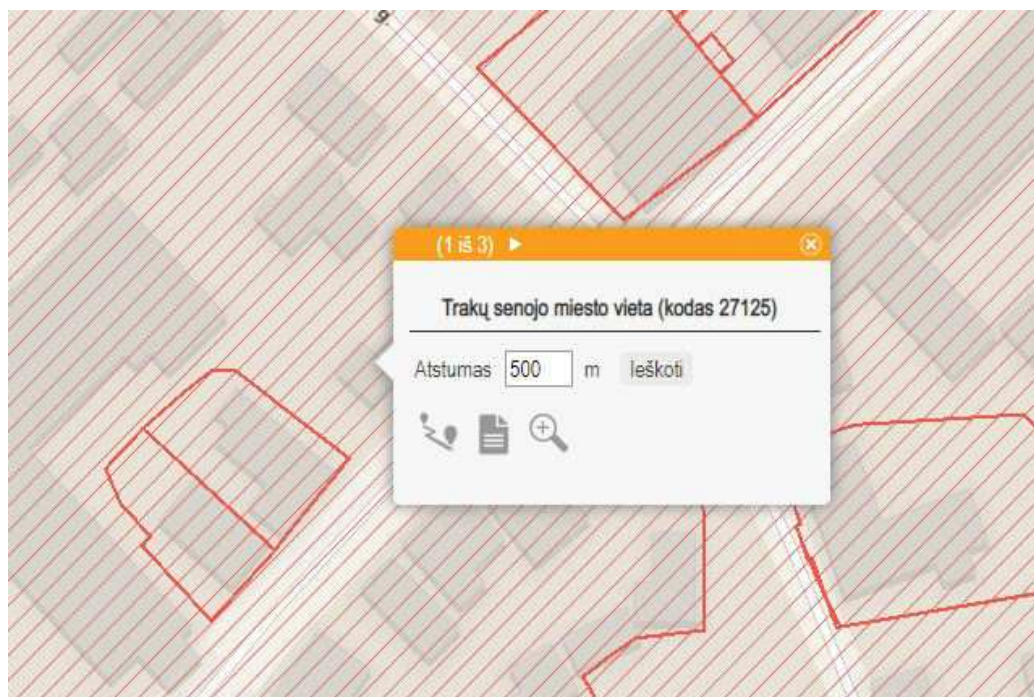 g.
(1 iš 3)
Trakų senojo miesto vieta (kodas 27125)
Atstumas 500 m Ieškoti